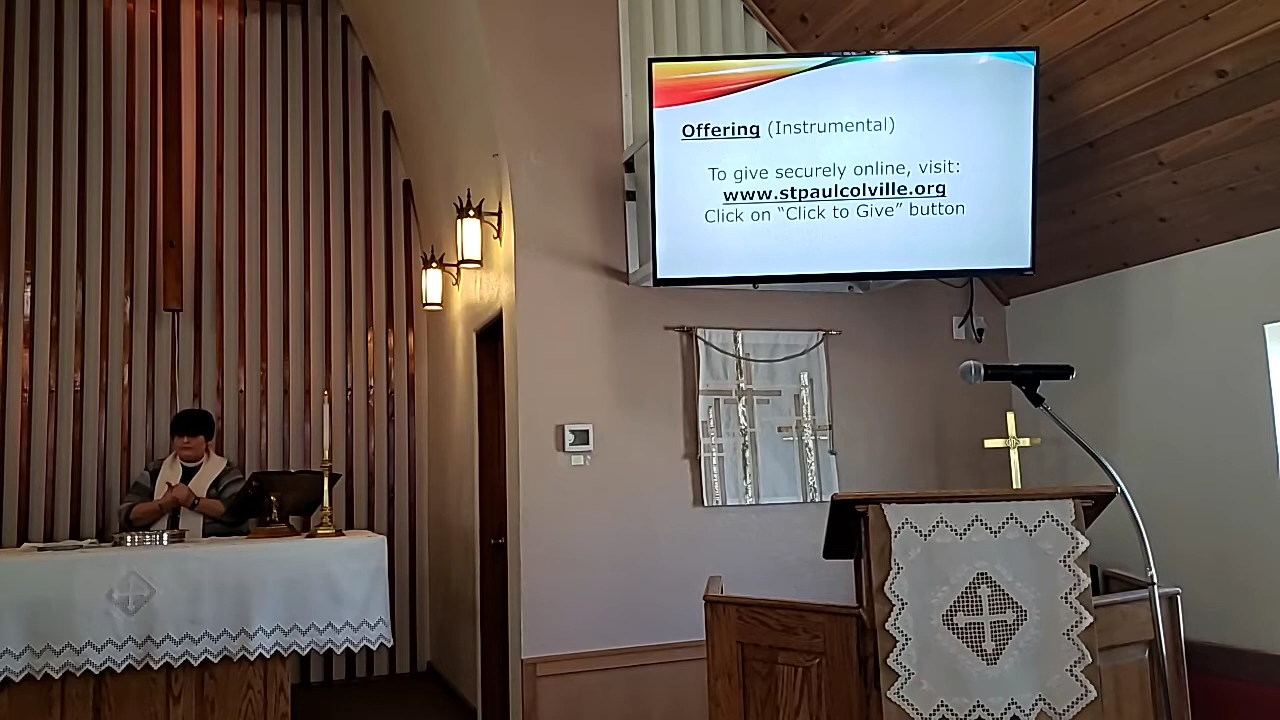 Offering (Instrumental)
To give securely online, visit:
www.stpaulcolville.org
Click on “Click to Give” button